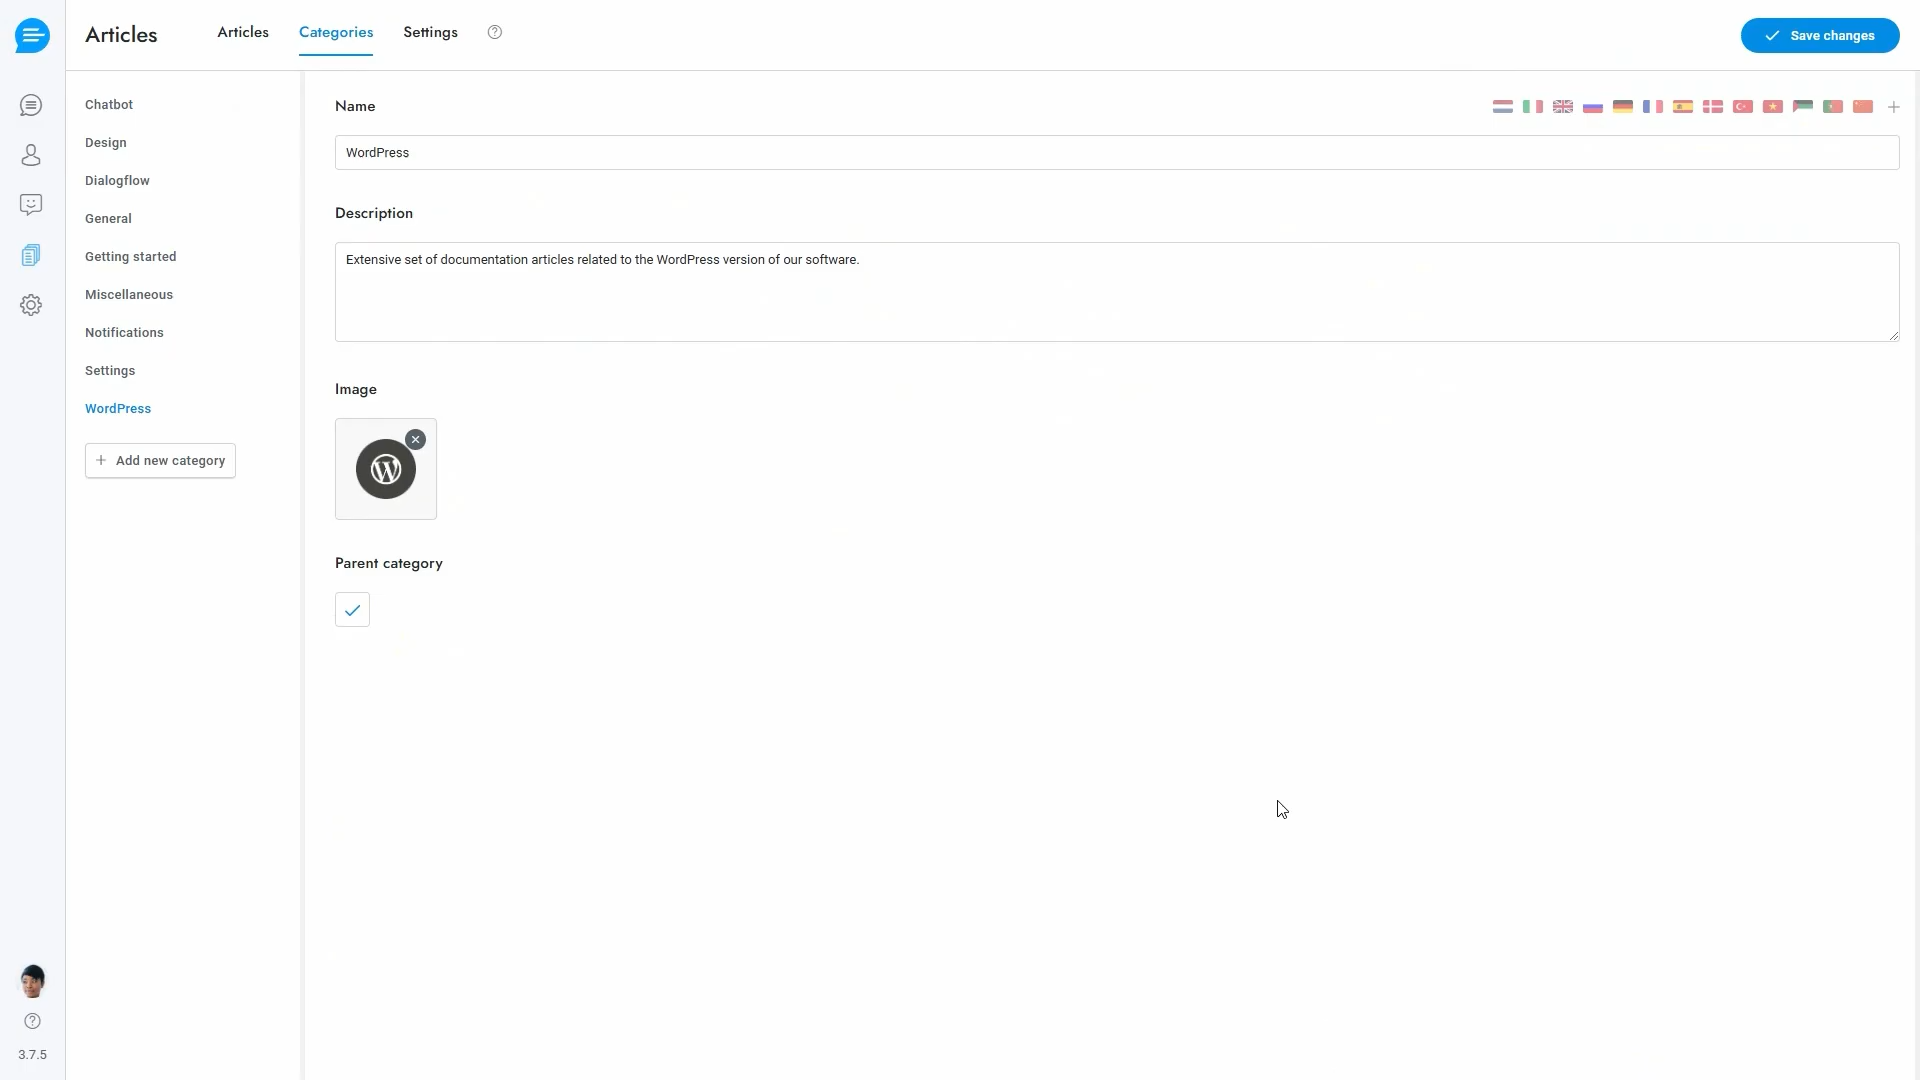 Articles
Articles
Categories
Settings
Save changes
Chatbot
Design
Dialogflow
General
Getting started
Miscellaneous
Notifications
Settings
WordPress
Add new category
Name
WordPress
Description
Extensive set of documentation articles related to the WordPress version of our software.
Image
Parent category
3.7.5